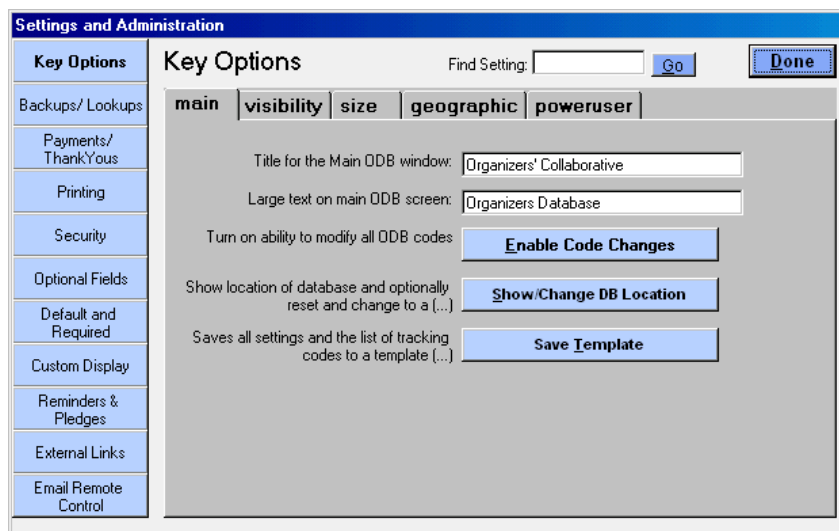 Settings and Administration
Key Options
Backups/ Lookups
Payments/
ThankYous
Printing
Security
Optional Fields
Default and
Required
Custom Display
Reminders &
Pledges
External Links
Email Remote
Control
Key Options
Find Setting:
Go
Done
main
visibility
size
geographic
poweruser
Title for the Main ODB window:
Organizers' Collaborative
Large text on main ODB screen:
Organizers Database
Turn on ability to modify all ODB codes
Enable Code Changes
Show location of database and optionally
reset and change to a (...)
Show/Change DB Location
Saves all settings and the list of tracking
codes to a template (...)
Save Template